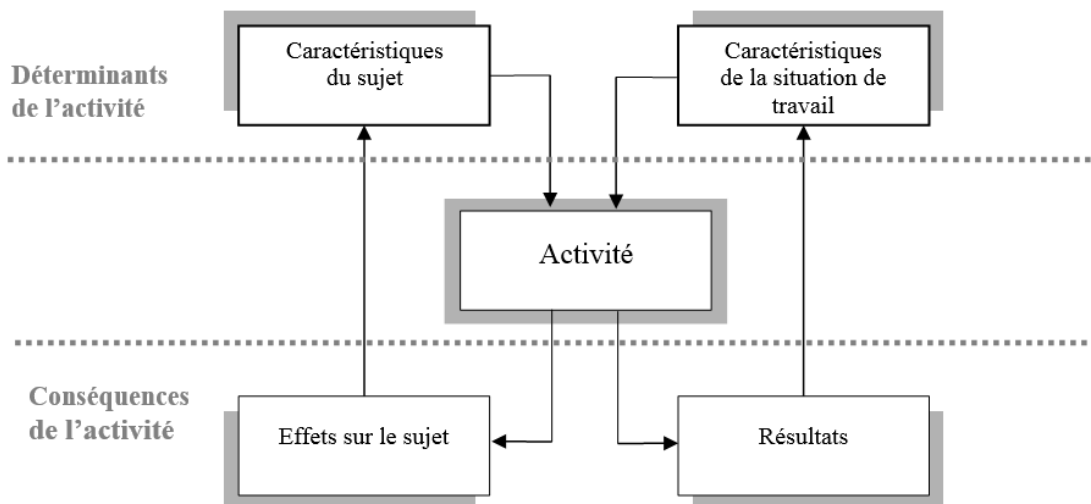 Déterminants
de l’activité
Caractéristiques
du sujet
Caractéristiques
de la situation de
travail
Activité
Conséquences
de l’activité
Effets sur le sujet
Résultats